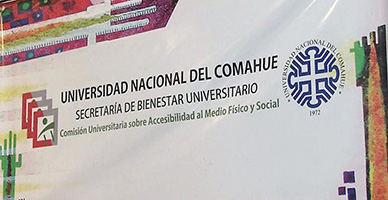 UNIVERSIDAD NACIONAL DEL COMAHUE
SECRETARÍA DE BIENESTAR UNIVERSITARIO
Comisión Universitaria sobre Accesibilidad al Medio Físico y Social
UNIVERSIDAD NACIONAL DEL COMAHUE
1972